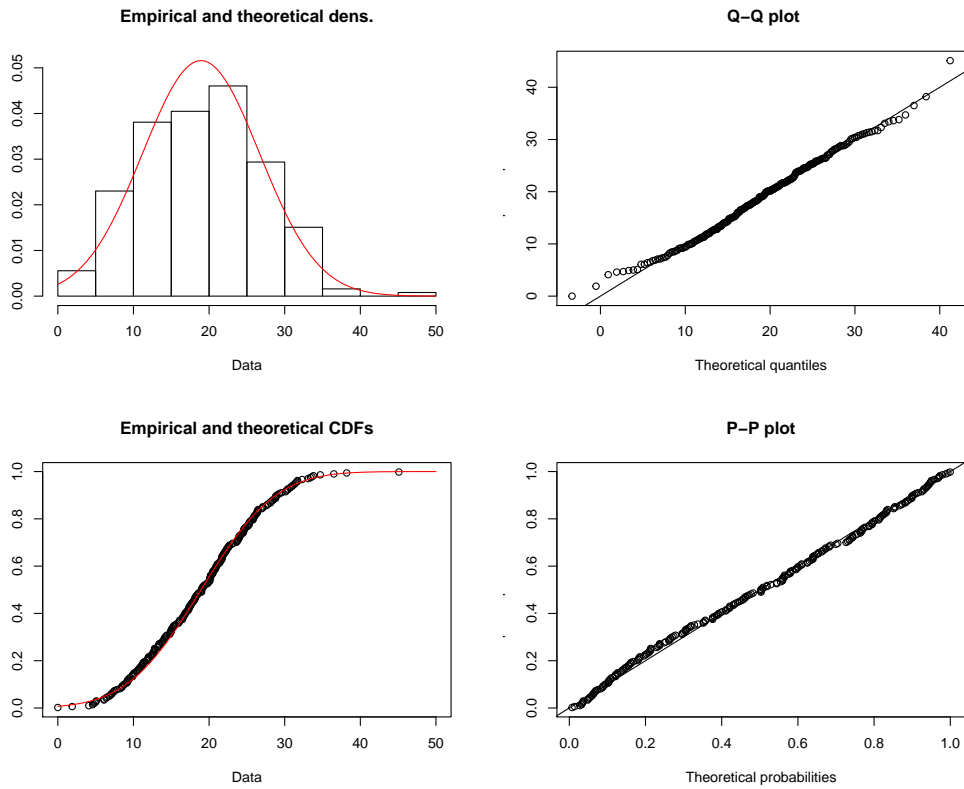 Empirical and theoretical dens.
0.00 0.01 0.02 0.03 0.04 0.05
0 10 20 30 40 50
Data
Q−Q plot
0 10 20 30 40
0 10 20 30 40
Theoretical quantiles
Empirical and theoretical CDFs
0.0 0.2 0.4 0.6 0.8 1.0
0 10 20 30 40 50
Data
P−P plot
0.0 0.2 0.4 0.6 0.8 1.0
0.0 0.2 0.4 0.6 0.8 1.0
Theoretical probabilities